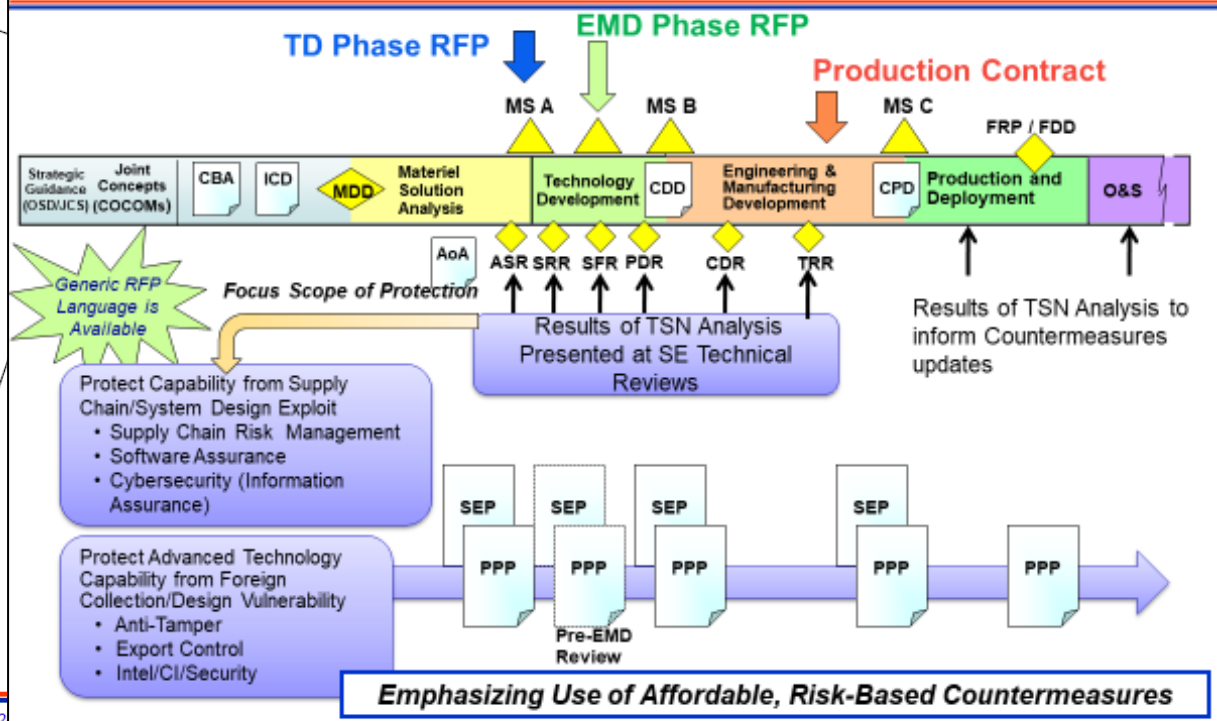 EMD Phase RFP
TD Phase RFP
Production Contract
MS A
MS B
MS C
FRP / FDD
Strategic
Guidance
(OSD/JCS)
Joint
Concepts
(COCOMs)
CBA
ICD
MDD
Materiel
Solution
Analysis
Technology
Development
CDD
Engineering &
Manufacturing
Development
CPD
Production and
Deployment
O&S
AoA
ASR
SRR
SFR
PDR
CDR
TRR
Generic RFP
Language is
Available
Focus Scope of Protection
Results of TSN Analysis
Presented at SE Technical
Reviews
Results of TSN Analysis to
inform Countermeasures
updates
Protect Capability from Supply
Chain/System Design Exploit
• Supply Chain Risk Management
• Software Assurance
• Cybersecurity (Information
Assurance)
SEP
SEP
SEP
SEP
PPP
PPP
PPP
PPP
PPP
Pre-EMD
Review
Protect Advanced Technology
Capability from Foreign
Collection/Design Vulnerability
• Anti-Tamper
• Export Control
• Intel/CI/Security
Emphasizing Use of Affordable, Risk-Based Countermeasures